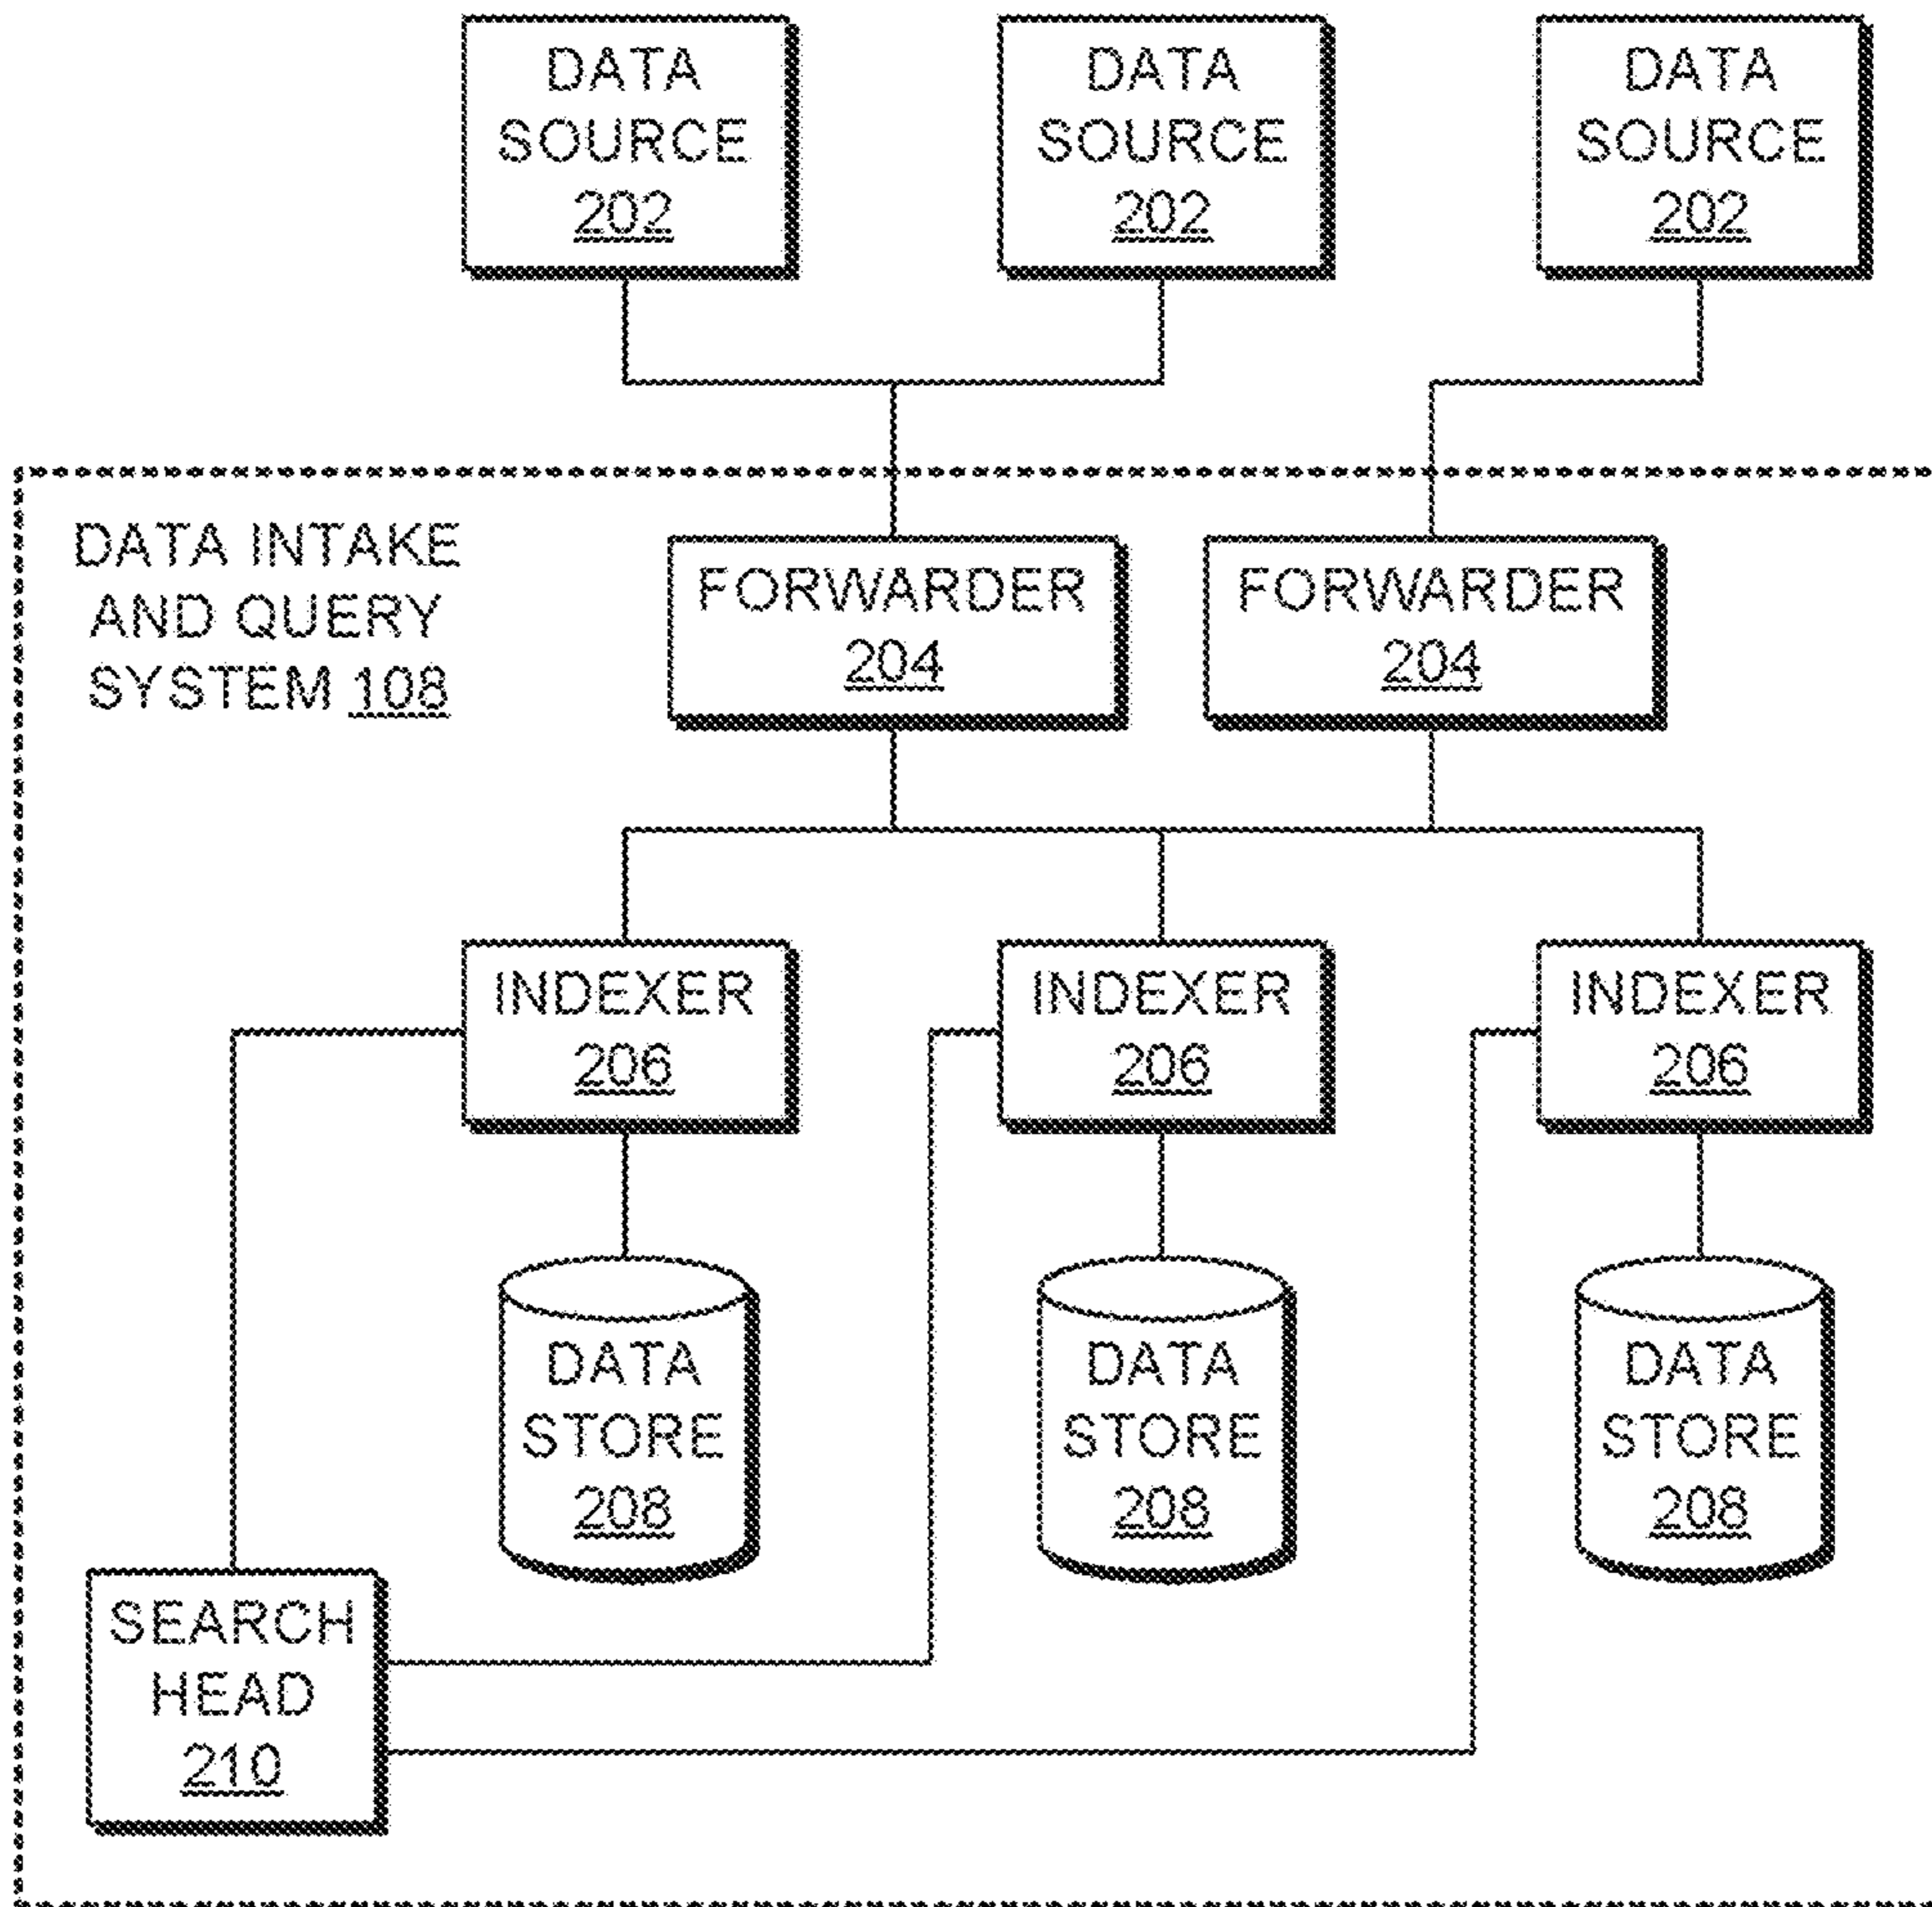 DATA
SOURCE
202
DATA
SOURCE
202
DATA
SOURCE
202
DATA INTAKE
AND QUERY
SYSTEM 108
FORWARDER
204
FORWARDER
204
INDEXER
206
INDEXER
206
INDEXER
206
DATA
STORE
208
DATA
STORE
208
DATA
STORE
208
SEARCH
HEAD
210